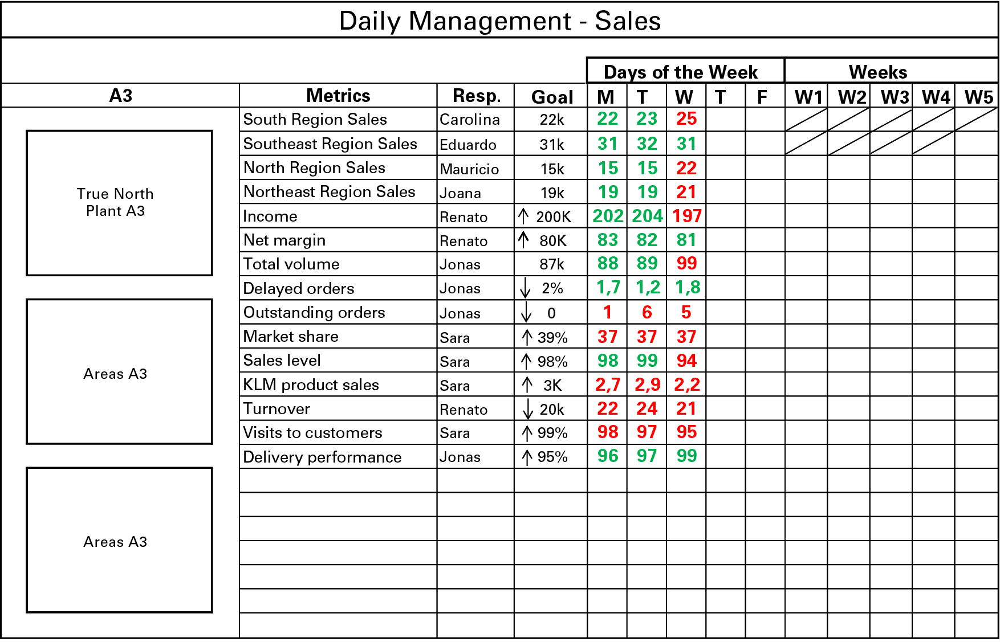 Daily Management - Sales
Days of the Week Weeks
A3 Metrics Resp. Goal M T W T F W1 W2 W3 W4 W5
South Region Sales Carolina 22k 22 23 25
Southeast Region Sales Eduardo 31k 31 32 31
North Region Sales Mauricio 15k 15 15 22
Northeast Region Sales Joana 19k 19 19 21
Income Renato ↑ 200K 202 204 197
Net margin Renato ↑ 80K 83 82 81
Total volume Jonas 87k 88 89 99
Delayed orders Jonas ↓ 2% 1,7 1,2 1,8
Outstanding orders Jonas ↓ 0 1 6 5
Market share Sara ↑ 39% 37 37 37
Sales level Sara ↑ 98% 98 99 94
KLM product sales Sara ↑ 3K 2,7 2,9 2,2
Turnover Renato ↓ 20k 22 24 21
Visits to customers Sara ↑ 99% 98 97 95
Delivery performance Jonas ↑ 95% 96 97 99
True North
Plant A3
Areas A3
Areas A3